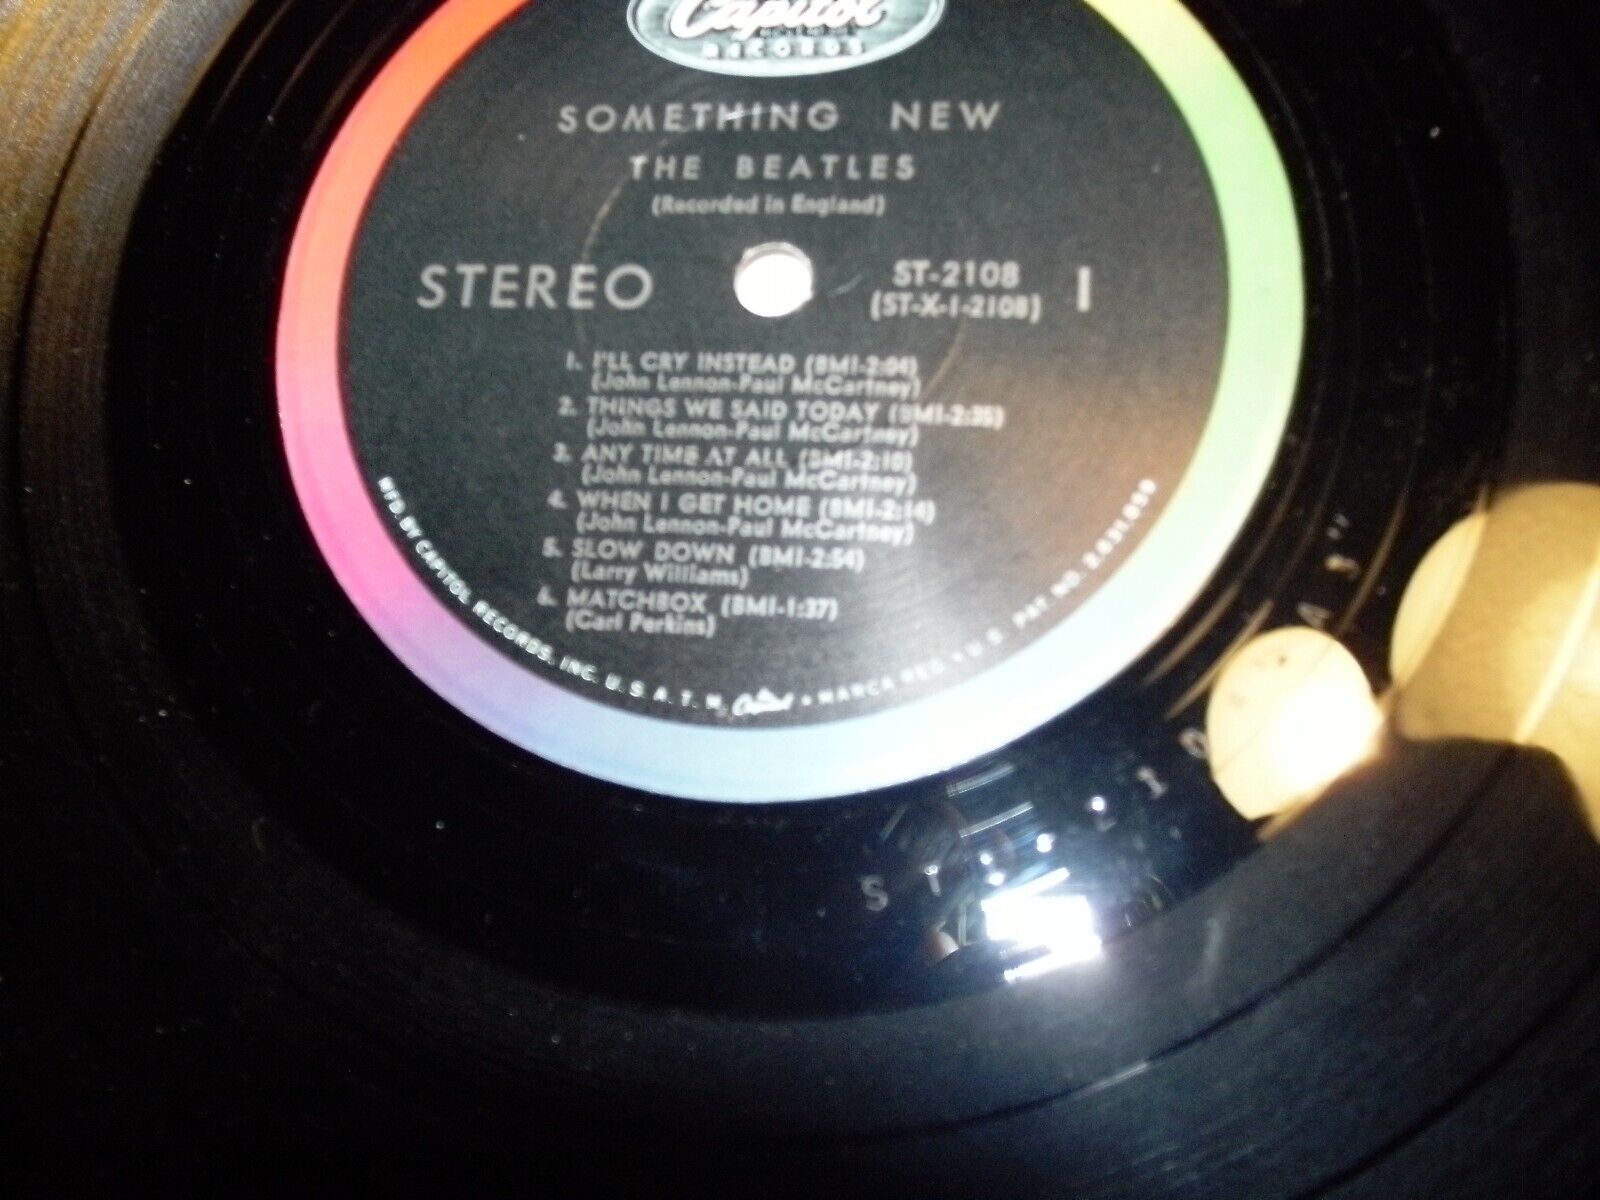 Capitol
RECORDS
SOMETHING NEW
THE BEATLES
(Recorded in England)
STEREO
ST-2108
(ST-X-1-2108)
1
1. I'LL CRY INSTEAD (BMI-2:04)
(John Lennon-Paul McCartney)
2. THINGS WE SAID TODAY (BMI-2:35)
(John Lennon-Paul McCartney)
3. ANY TIME AT ALL (BMI-2:10)
(John Lennon-Paul McCartney)
4. WHEN I GET HOME (BMI-2:14)
(John Lennon-Paul McCartney)
5. SLOW DOWN (BMI-2:54)
(Larry Williams)
6. MATCHBOX (BMI-1:37)
(Carl Perkins)
MFD. BY CAPITOL RECORDS, INC. U.S.A. T.M. Capitol • MARCA REG. • U.S. PAT. NO. 2,631,859